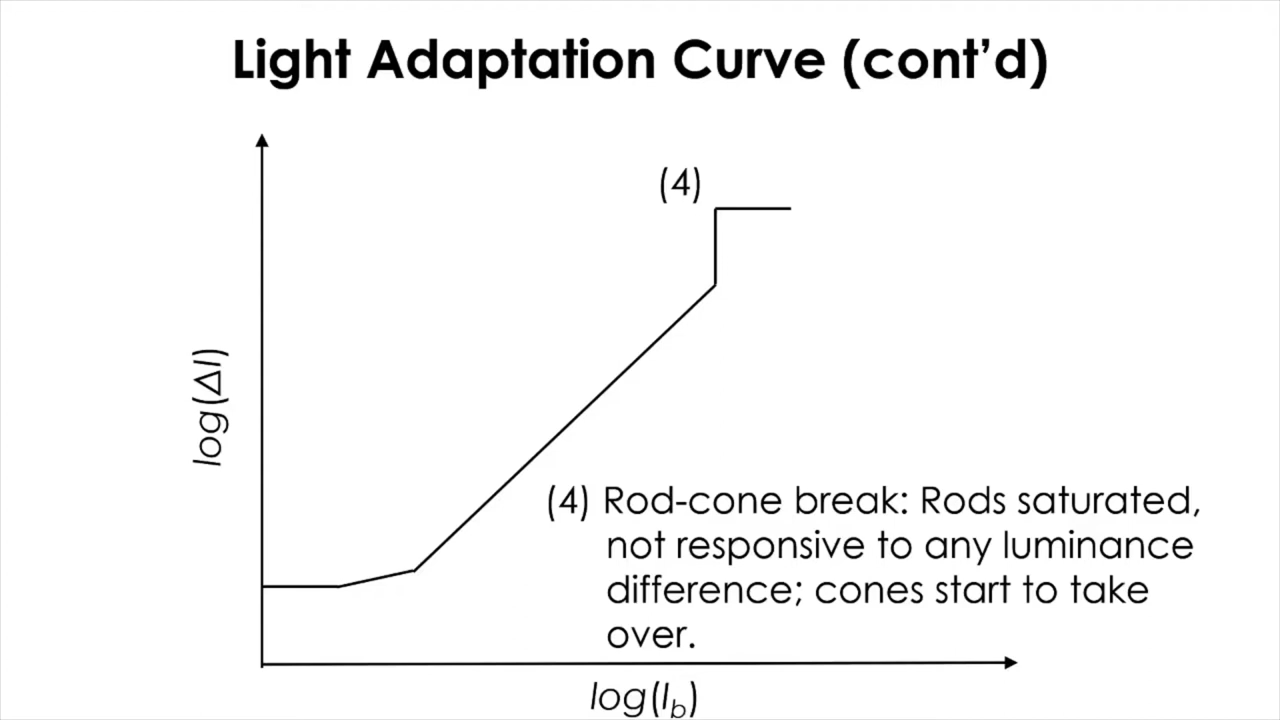 Light Adaptation Curve (cont’d)
(4)
log(ΔI)
(4) Rod-cone break: Rods saturated,
not responsive to any luminance
difference; cones start to take
over.
log(I_b)